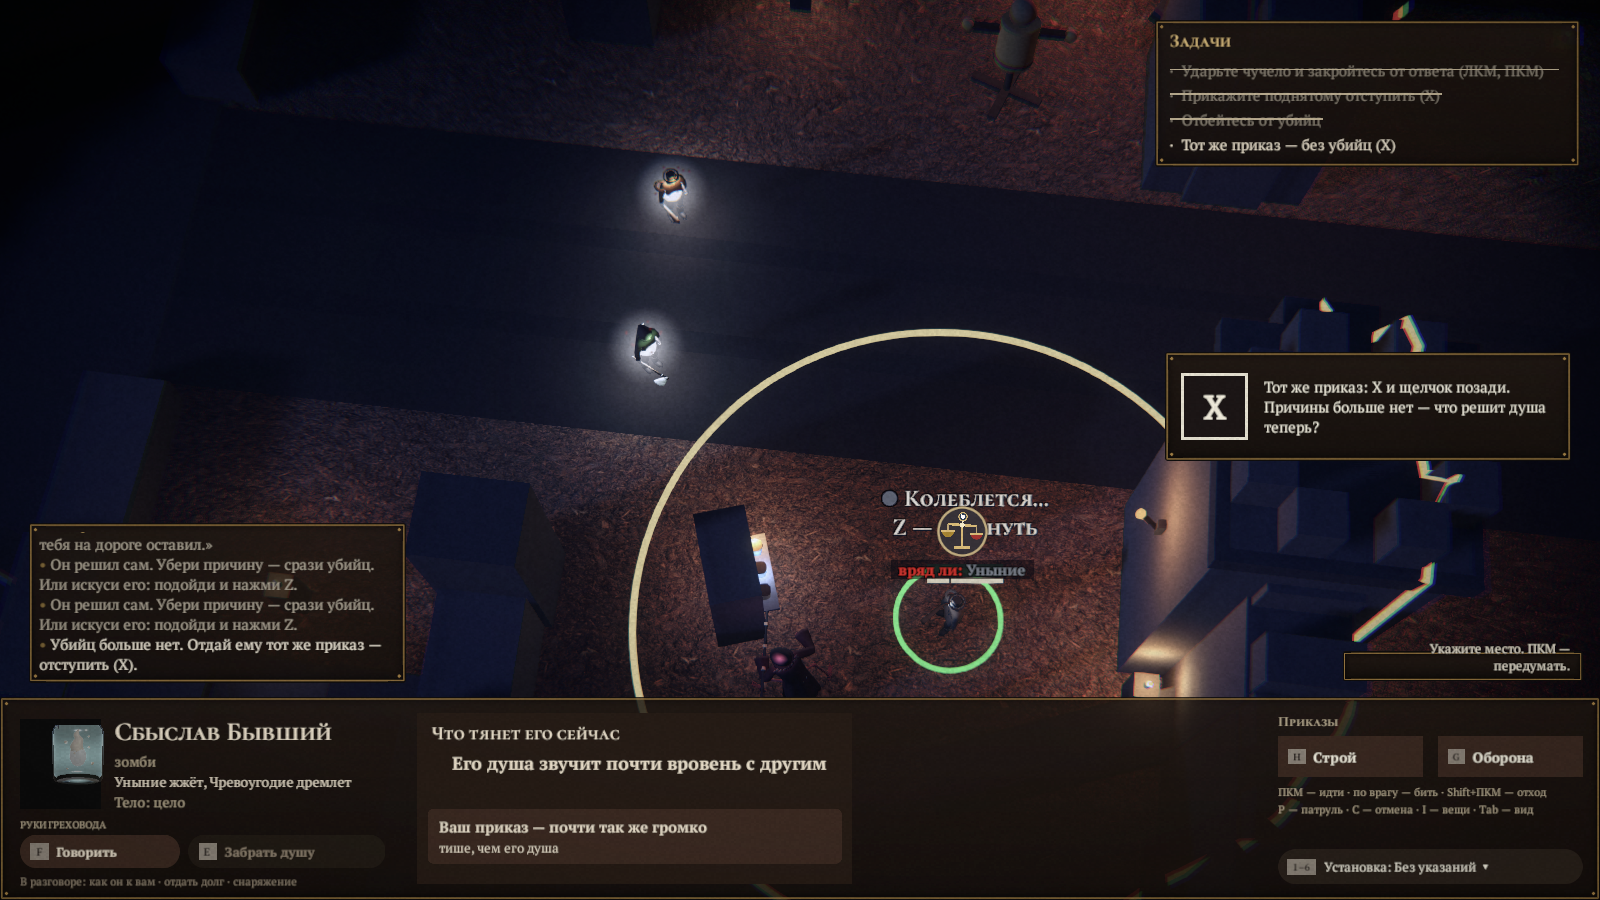 Задачи
· Ударьте чучело и закройтесь от ответа (ЛКМ, ПКМ)
· Прикажите поднятому отступить (X)
· Отбейтесь от убийц
· Тот же приказ — без убийц (X)
X
Тот же приказ: X и щелчок позади.
Причины больше нет — что решит душа
теперь?
Колеблется...
Z — нуть
вряд ли: Уныние
тебя на дороге оставил.»
• Он решил сам. Убери причину — срази убийц.
Или искуси его: подойди и нажми Z.
• Он решил сам. Убери причину — срази убийц.
Или искуси его: подойди и нажми Z.
• Убийц больше нет. Отдай ему тот же приказ —
отступить (X).
Укажите место. ПКМ —
передумать.
Сбыслав Бывший
зомби
Уныние жжёт, Чревоугодие дремлет
Тело: цело
РУКИ ГРЕХОВОДА
F Говорить
E Забрать душу
В разговоре: как он к вам · отдать долг · снаряжение
Что тянет его сейчас
Его душа звучит почти вровень с другим
Ваш приказ — почти так же громко
тише, чем его душа
Приказы
H Строй
G Оборона
ПКМ — идти · по врагу — бить · Shift+ПКМ — отход
P — патруль · C — отмена · I — вещи · Tab — вид
1–6 Установка: Без указаний ▾